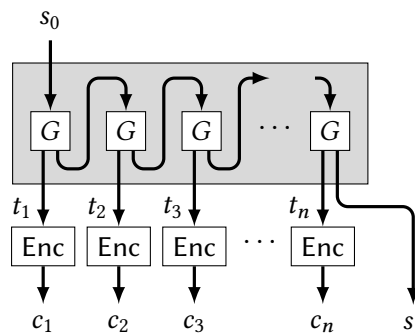 s₀
G G G ⋯ G
t₁ t₂ t₃ tₙ
Enc Enc Enc ⋯ Enc
c₁ c₂ c₃ cₙ s